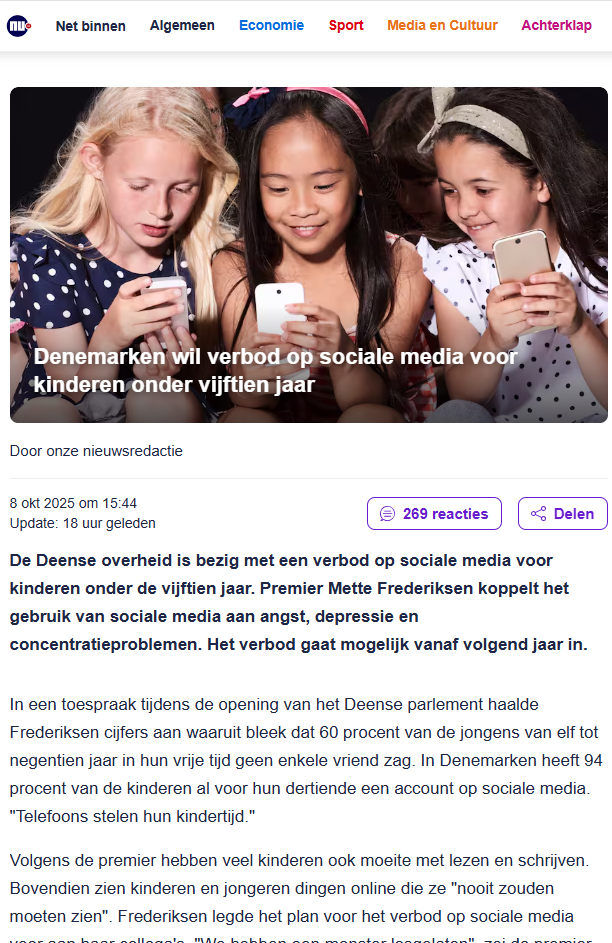 nu.nl
Net binnen
Algemeen
Economie
Sport
Media en Cultuur
Achterklap
Denemarken wil verbod op sociale media voor
kinderen onder vijftien jaar
Door onze nieuwsredactie
8 okt 2025 om 15:44
Update: 18 uur geleden
269 reacties
Delen
De Deense overheid is bezig met een verbod op sociale media voor
kinderen onder de vijftien jaar. Premier Mette Frederiksen koppelt het
gebruik van sociale media aan angst, depressie en
concentratieproblemen. Het verbod gaat mogelijk vanaf volgend jaar in.
In een toespraak tijdens de opening van het Deense parlement haalde
Frederiksen cijfers aan waaruit bleek dat 60 procent van de jongens van elf tot
negentien jaar in hun vrije tijd geen enkele vriend zag. In Denemarken heeft 94
procent van de kinderen al voor hun dertiende een account op sociale media.
"Telefoons stelen hun kindertijd."
Volgens de premier hebben veel kinderen ook moeite met lezen en schrijven.
Bovendien zien kinderen en jongeren dingen online die ze "nooit zouden
moeten zien". Frederiksen legde het plan voor het verbod op sociale media
voor aan haar collega's. "We hebben een monster losgelaten", zei de premier